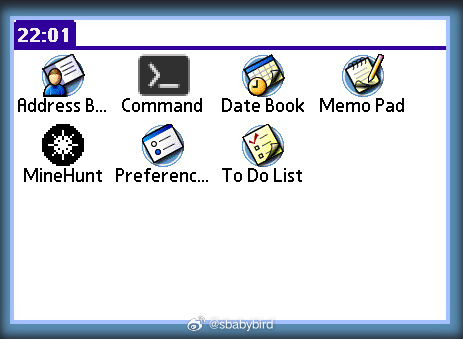 22:01
Address B... Command Date Book Memo Pad
MineHunt Preferenc... To Do List
@sbabybird